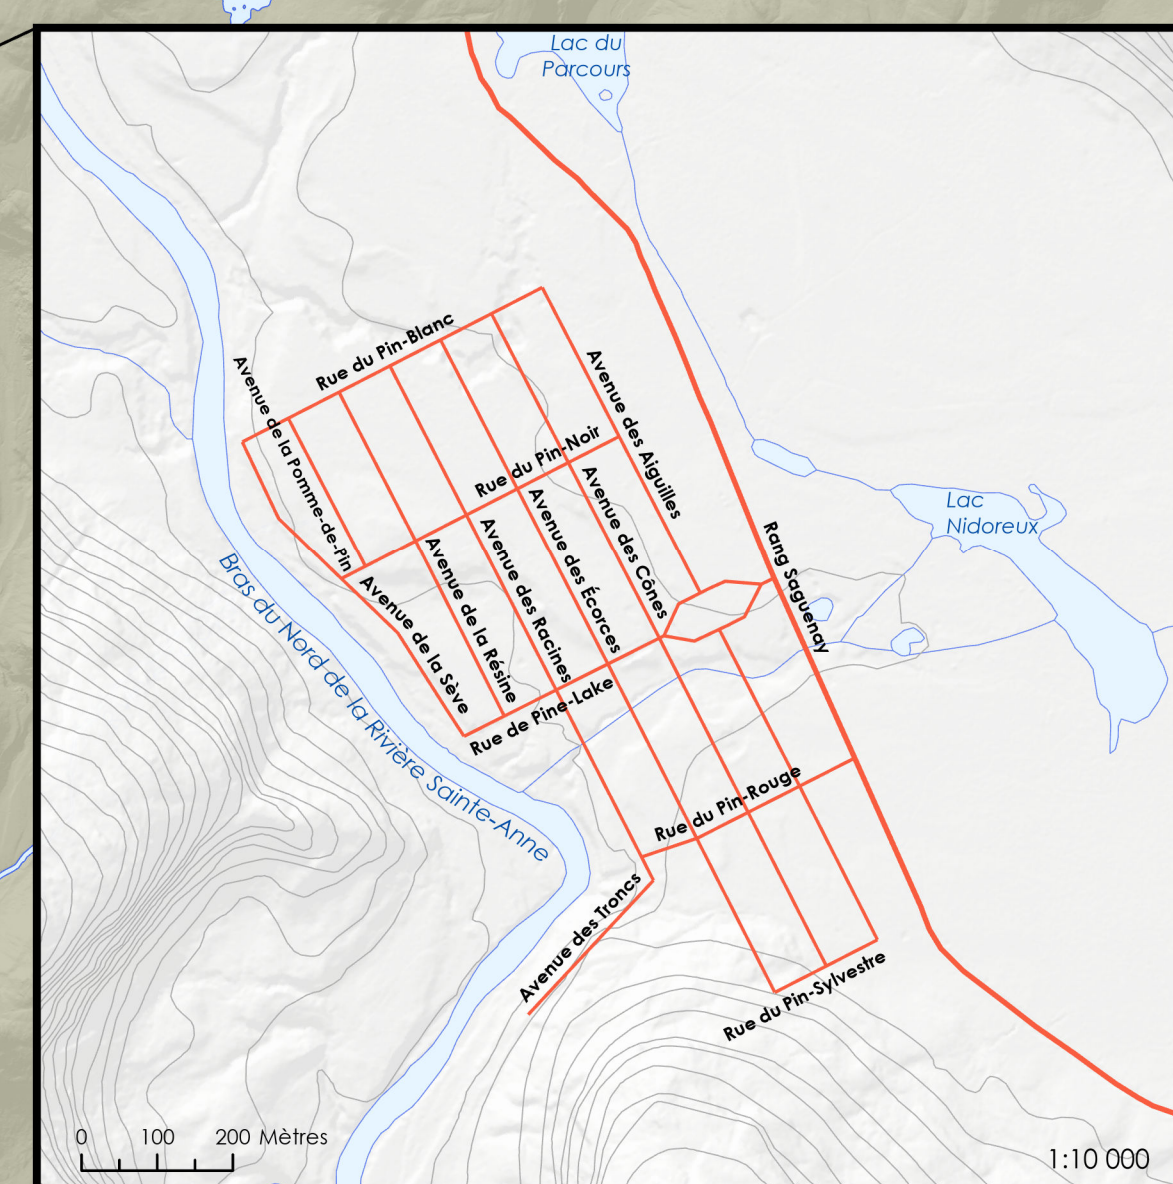 Lac du
Parcours
Rue du Pin-Blanc
Avenue de la Pomme-de-Pin
Avenue des Aiguilles
Rue du Pin-Noir
Lac
Nidoreux
Avenue des Cônes
Avenue des Écorces
Avenue des Racines
Avenue de la Résine
Avenue de la Sève
Rang Saguenay
Bras du Nord de la Rivière Sainte-Anne
Rue de Pine-Lake
Rue du Pin-Rouge
Avenue des Troncs
Rue du Pin-Sylvestre
0 100 200 Mètres
1:10 000